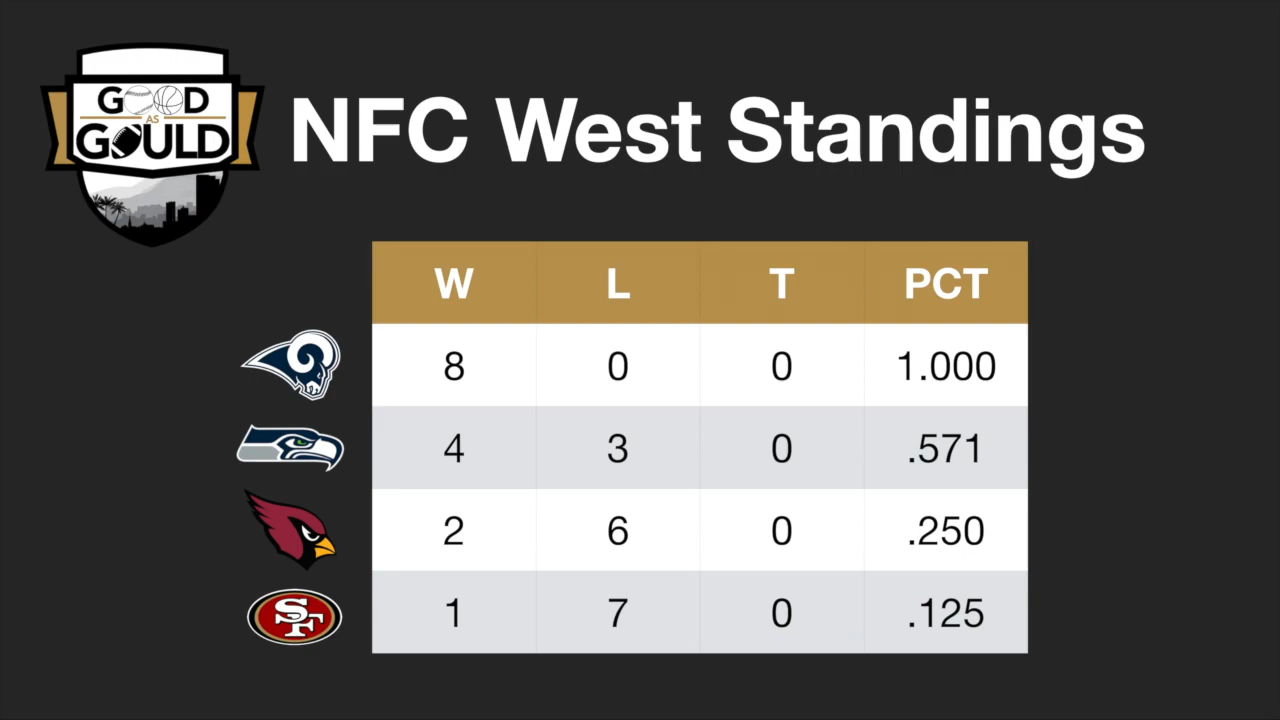 GOOD
AS
GOULD
NFC West Standings
W L T PCT
8 0 0 1.000
4 3 0 .571
2 6 0 .250
SF 1 7 0 .125